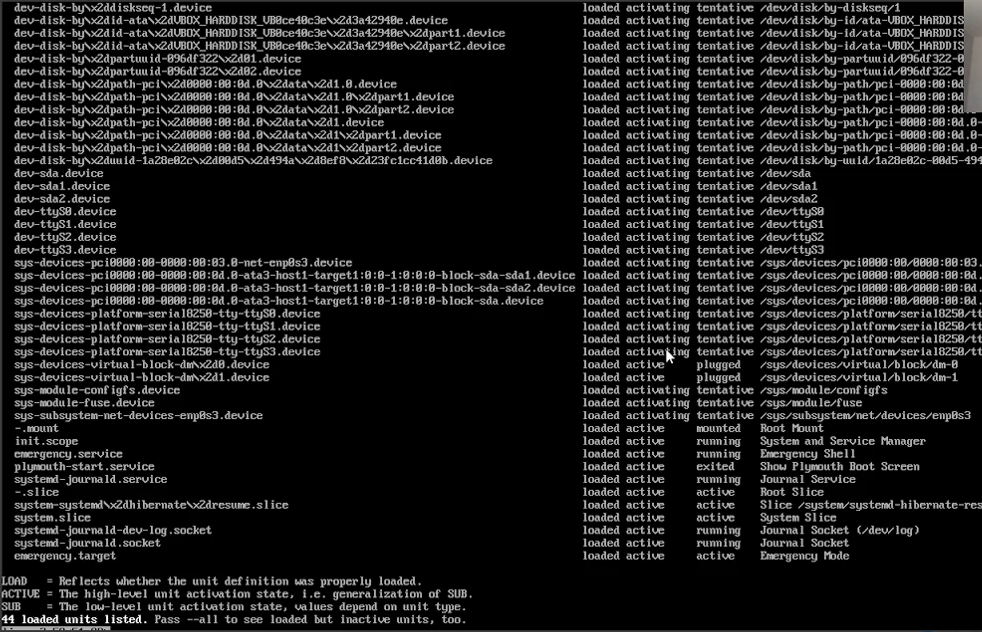 dev-disk-by\x2ddiskseq-1.device loaded activating tentative /dev/disk/by-diskseq/1
dev-disk-by\x2did-ata\x2dVBOX_HARDDISK_VB0ce40c3e\x2d3a42940e.device loaded activating tentative /dev/disk/by-id/ata-VBOX_HARDDIS
dev-disk-by\x2did-ata\x2dVBOX_HARDDISK_VB0ce40c3e\x2d3a42940e\x2dpart1.device loaded activating tentative /dev/disk/by-id/ata-VBOX_HARDDIS
dev-disk-by\x2did-ata\x2dVBOX_HARDDISK_VB0ce40c3e\x2d3a42940e\x2dpart2.device loaded activating tentative /dev/disk/by-id/ata-VBOX_HARDDIS
dev-disk-by\x2dpartuuid-096df322\x2d01.device loaded activating tentative /dev/disk/by-partuuid/096df322-0
dev-disk-by\x2dpartuuid-096df322\x2d02.device loaded activating tentative /dev/disk/by-partuuid/096df322-0
dev-disk-by\x2dpath-pci\x2d0000:00:0d.0\x2data\x2d1.0.device loaded activating tentative /dev/disk/by-path/pci-0000:00:0d
dev-disk-by\x2dpath-pci\x2d0000:00:0d.0\x2data\x2d1.0\x2dpart1.device loaded activating tentative /dev/disk/by-path/pci-0000:00:0d
dev-disk-by\x2dpath-pci\x2d0000:00:0d.0\x2data\x2d1.0\x2dpart2.device loaded activating tentative /dev/disk/by-path/pci-0000:00:0d
dev-disk-by\x2dpath-pci\x2d0000:00:0d.0\x2data\x2d1.device loaded activating tentative /dev/disk/by-path/pci-0000:00:0d.0-
dev-disk-by\x2dpath-pci\x2d0000:00:0d.0\x2data\x2d1\x2dpart1.device loaded activating tentative /dev/disk/by-path/pci-0000:00:0d.0-
dev-disk-by\x2dpath-pci\x2d0000:00:0d.0\x2data\x2d1\x2dpart2.device loaded activating tentative /dev/disk/by-path/pci-0000:00:0d.0-
dev-disk-by\x2duuid-1a28e02c\x2d00d5\x2d494a\x2d8ef8\x2d23fc1cc41d0b.device loaded activating tentative /dev/disk/by-uuid/1a28e02c-00d5-494
dev-sda.device loaded activating tentative /dev/sda
dev-sda1.device loaded activating tentative /dev/sda1
dev-sda2.device loaded activating tentative /dev/sda2
dev-ttyS0.device loaded activating tentative /dev/ttyS0
dev-ttyS1.device loaded activating tentative /dev/ttyS1
dev-ttyS2.device loaded activating tentative /dev/ttyS2
dev-ttyS3.device loaded activating tentative /dev/ttyS3
sys-devices-pci0000:00-0000:00:03.0-net-enp0s3.device loaded activating tentative /sys/devices/pci0000:00/0000:00:03.
sys-devices-pci0000:00-0000:00:0d.0-ata3-host1-target1:0:0-1:0:0:0-block-sda-sda1.device loaded activating tentative /sys/devices/pci0000:00/0000:00:0d.
sys-devices-pci0000:00-0000:00:0d.0-ata3-host1-target1:0:0-1:0:0:0-block-sda-sda2.device loaded activating tentative /sys/devices/pci0000:00/0000:00:0d.
sys-devices-pci0000:00-0000:00:0d.0-ata3-host1-target1:0:0-1:0:0:0-block-sda.device loaded activating tentative /sys/devices/pci0000:00/0000:00:0d.
sys-devices-platform-serial8250-tty-ttyS0.device loaded activating tentative /sys/devices/platform/serial8250/tt
sys-devices-platform-serial8250-tty-ttyS1.device loaded activating tentative /sys/devices/platform/serial8250/tt
sys-devices-platform-serial8250-tty-ttyS2.device loaded activating tentative /sys/devices/platform/serial8250/tt
sys-devices-platform-serial8250-tty-ttyS3.device loaded activating tentative /sys/devices/platform/serial8250/tt
sys-devices-virtual-block-dm\x2d0.device loaded active plugged /sys/devices/virtual/block/dm-0
sys-devices-virtual-block-dm\x2d1.device loaded active plugged /sys/devices/virtual/block/dm-1
sys-module-configfs.device loaded activating tentative /sys/module/configfs
sys-module-fuse.device loaded activating tentative /sys/module/fuse
sys-subsystem-net-devices-enp0s3.device loaded activating tentative /sys/subsystem/net/devices/enp0s3
-.mount loaded active mounted Root Mount
init.scope loaded active running System and Service Manager
emergency.service loaded active running Emergency Shell
plymouth-start.service loaded active exited Show Plymouth Boot Screen
systemd-journald.service loaded active running Journal Service
-.slice loaded active active Root Slice
system-systemd\x2dhibernate\x2dresume.slice loaded active active Slice /system/systemd-hibernate-res
system.slice loaded active active System Slice
systemd-journald-dev-log.socket loaded active running Journal Socket (/dev/log)
systemd-journald.socket loaded active running Journal Socket
emergency.target loaded active active Emergency Mode
LOAD = Reflects whether the unit definition was properly loaded.
ACTIVE = The high-level unit activation state, i.e. generalization of SUB.
SUB = The low-level unit activation state, values depend on unit type.
44 loaded units listed. Pass --all to see loaded but inactive units, too.